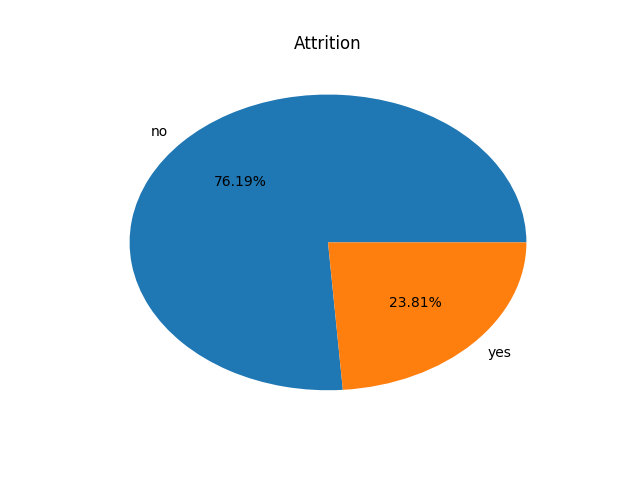 Attrition
no
76.19%
23.81%
yes